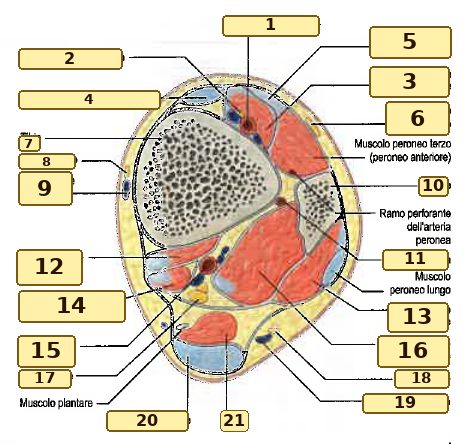 1
2
5
3
4
6
Muscolo peroneo terzo
(peroneo anteriore)
7
8
9
10
Ramo perforante
dell'arteria
peronea
11
12
Muscolo
peroneo lungo
14
13
15
16
17
18
Muscolo plantare
19
20
21